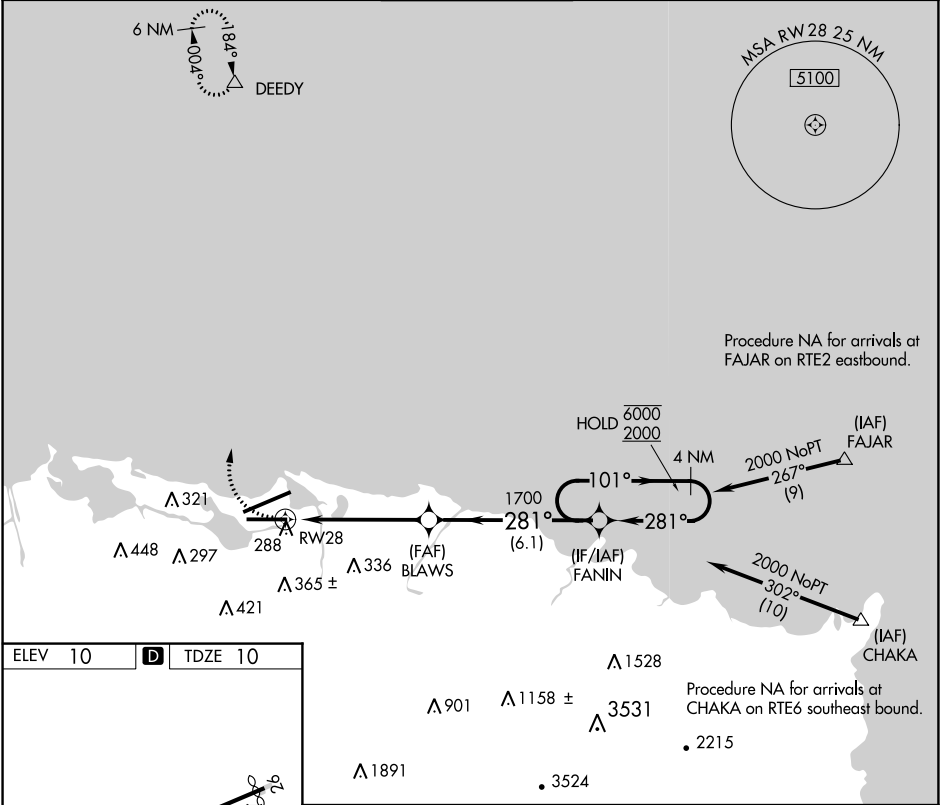 6 NM
184°
004°
DEEDY
MSA RW28 25 NM
5100
Procedure NA for arrivals at
FAJAR on RTE2 eastbound.
HOLD 6000
2000
4 NM
(IAF)
FAJAR
2000 NoPT
267°
(9)
101°
1700
281°
(6.1)
281°
321
288
RW28
(FAF)
BLAWS
(IF/IAF)
FANIN
448
297
336
365 ±
421
2000 NoPT
302°
(10)
(IAF)
CHAKA
ELEV 10 D TDZE 10
1528
901
1158 ±
3531
Procedure NA for arrivals at
CHAKA on RTE6 southeast bound.
2215
1891
3524
26